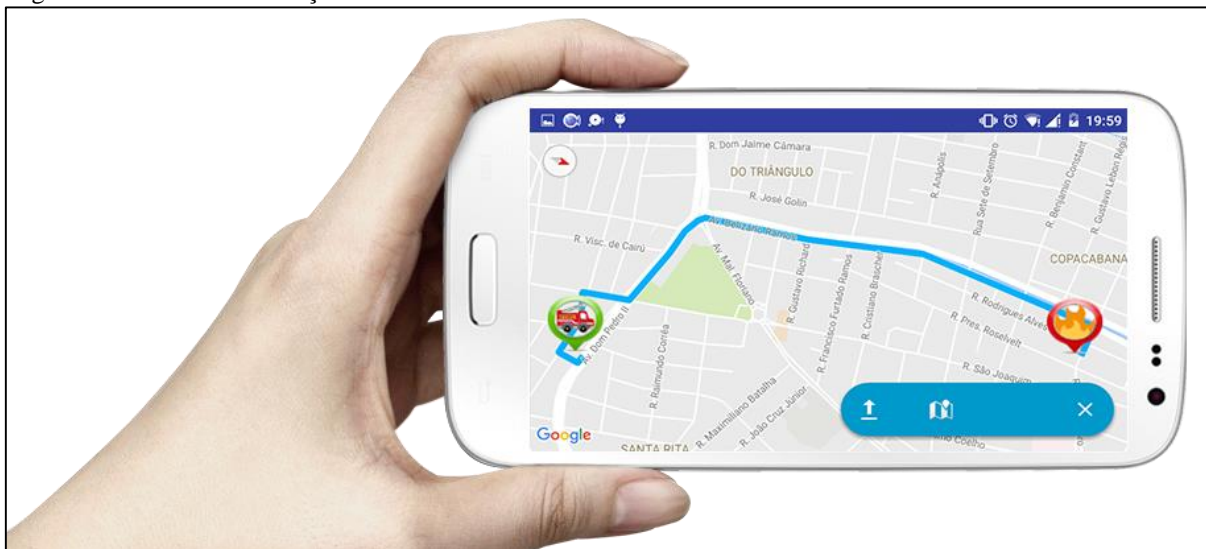 19:59
R. Dom Jaime Câmara
DO TRIÂNGULO
R. José Golin
R. Anápolis
Rua Sete de Setembro
R. Benjamin Constant
R. Gustavo Lebon Régis
Av. Belizário Ramos
R. Visc. de Cairú
Av. Mal. Floriano
COPACABANA
R. Gustavo Richard
R. Francisco Furtado Ramos
R. Cristiano Brascher
R. Rodrigues Alves
R. Pres. Roselvelt
Av. Dom Pedro II
R. Raimundo Corrêa
R. São Joaquim
R. Maximiliano Batalha
R. João Cruz Júnior
Coelho
Google
SANTA RITA